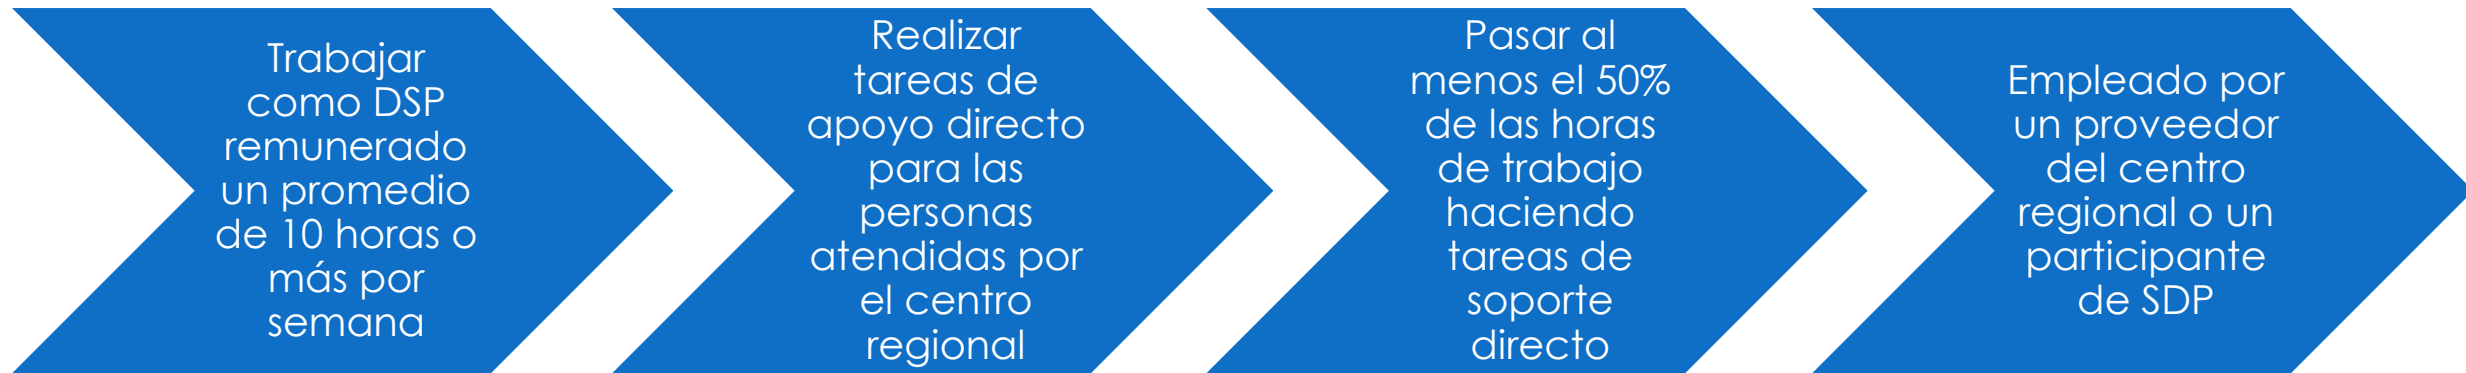 Trabajar
como DSP
remunerado
un promedio
de 10 horas o
más por
semana
Realizar
tareas de
apoyo directo
para las
personas
atendidas por
el centro
regional
Pasar al
menos el 50%
de las horas
de trabajo
haciendo
tareas de
soporte
directo
Empleado por
un proveedor
del centro
regional o un
participante
de SDP